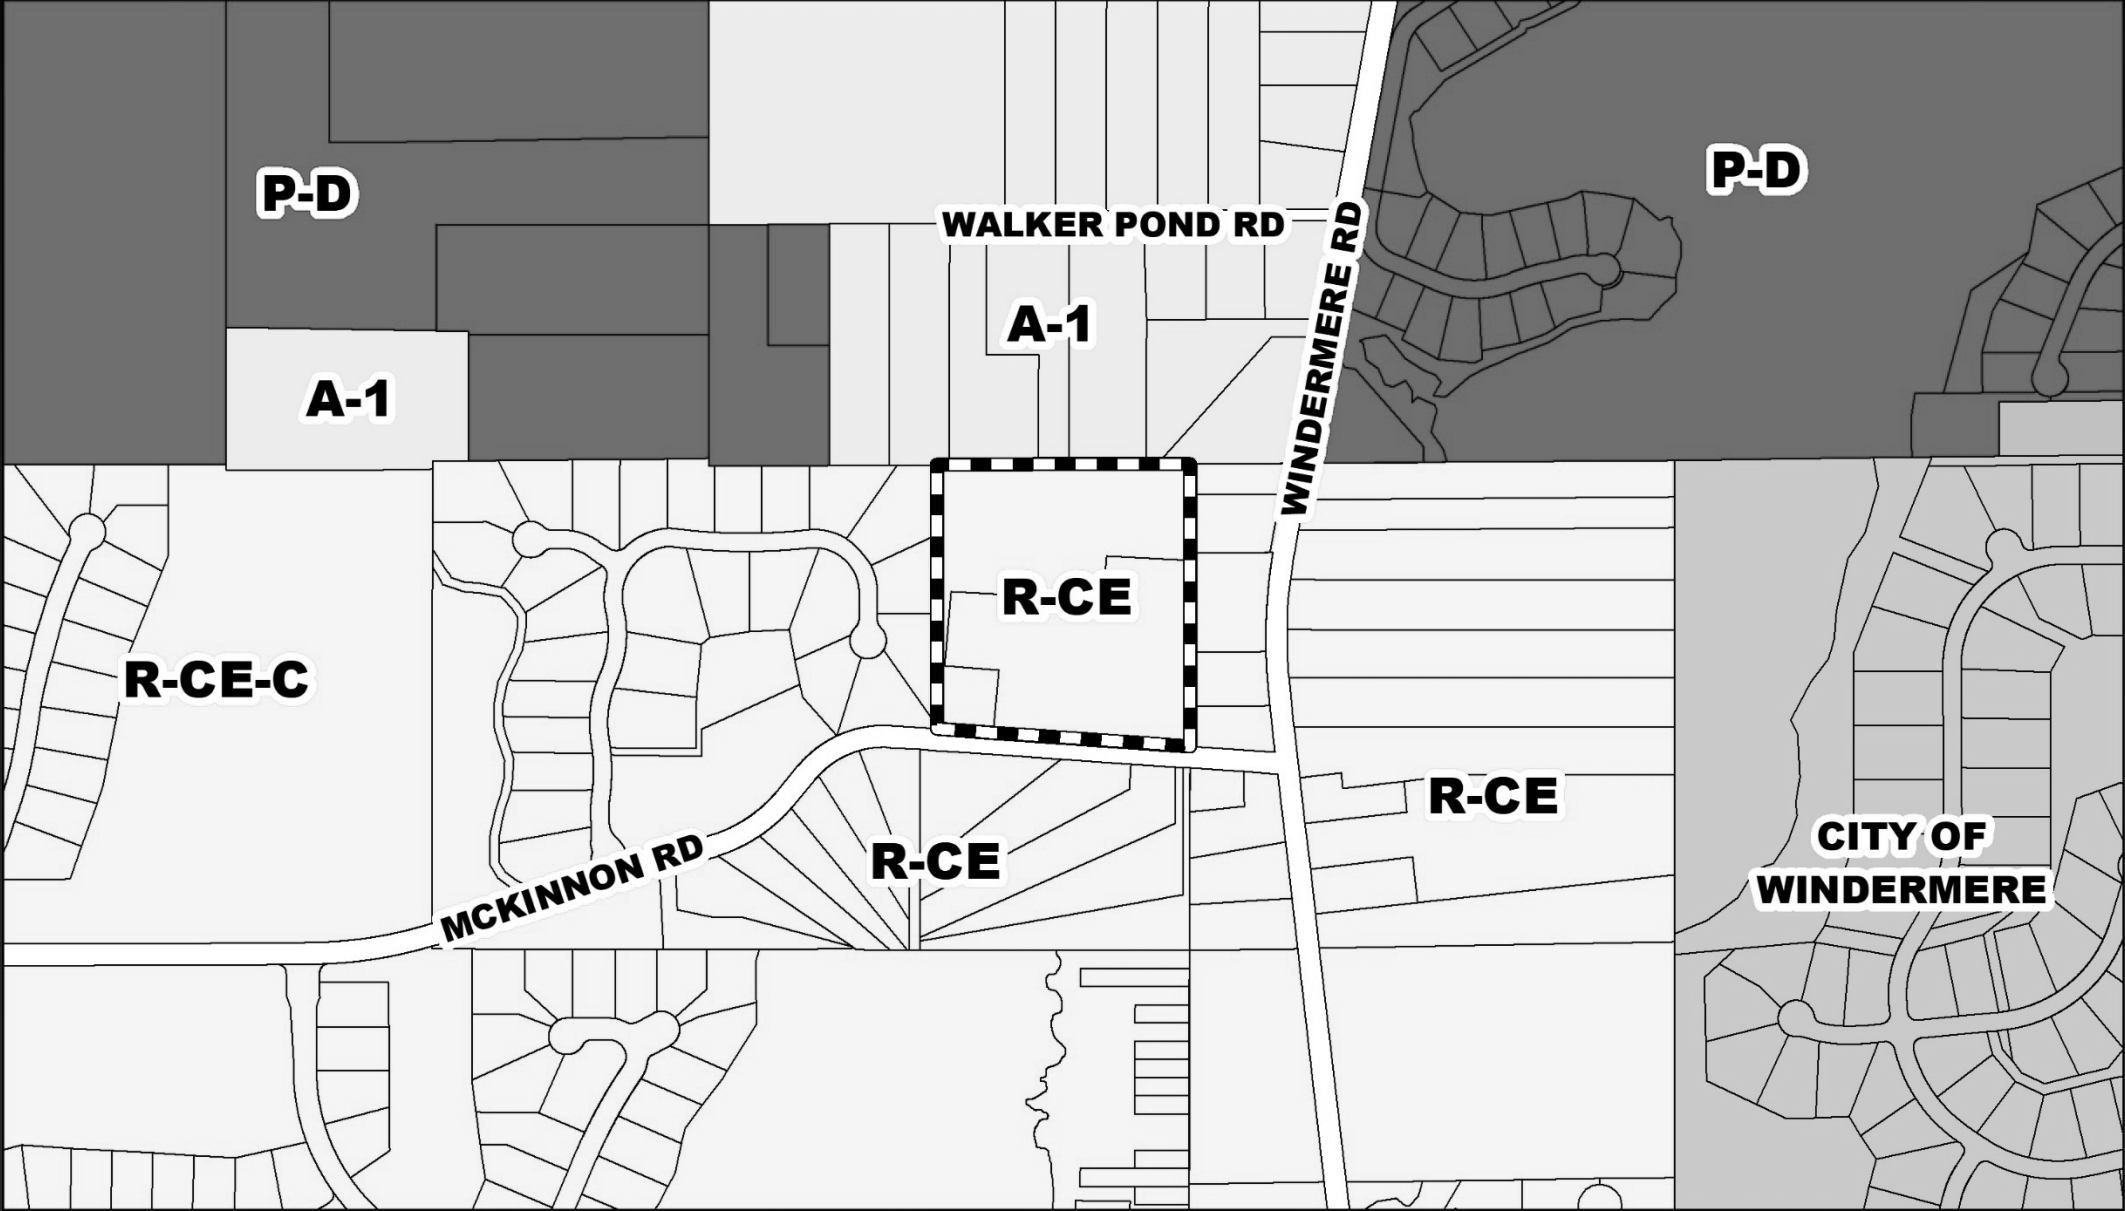 P-D
P-D
WALKER POND RD
WINDERMERE RD
A-1
A-1
R-CE
R-CE-C
R-CE
CITY OF
WINDERMERE
R-CE
MCKINNON RD